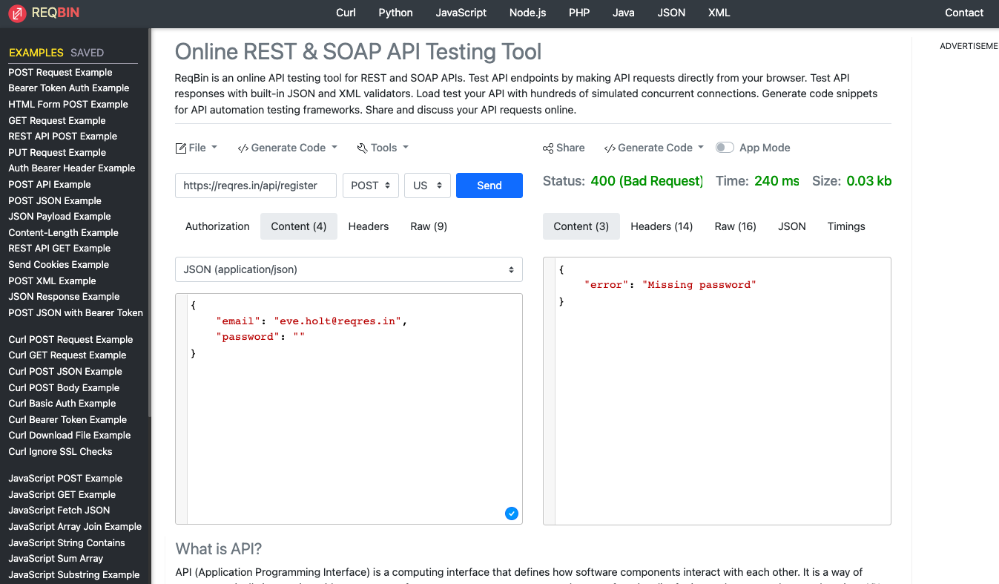 REQBIN
Curl Python JavaScript Node.js PHP Java JSON XML Contact
EXAMPLES SAVED
POST Request Example
Bearer Token Auth Example
HTML Form POST Example
GET Request Example
REST API POST Example
PUT Request Example
Auth Bearer Header Example
POST API Example
POST JSON Example
JSON Payload Example
Content-Length Example
REST API GET Example
Send Cookies Example
POST XML Example
JSON Response Example
POST JSON with Bearer Token
Curl POST Request Example
Curl GET Request Example
Curl POST JSON Example
Curl POST Body Example
Curl Basic Auth Example
Curl Bearer Token Example
Curl Download File Example
Curl Ignore SSL Checks
JavaScript POST Example
JavaScript GET Example
JavaScript Fetch JSON
JavaScript Array Join Example
JavaScript String Contains
JavaScript Sum Array
JavaScript Substring Example
Online REST & SOAP API Testing Tool
ReqBin is an online API testing tool for REST and SOAP APIs. Test API endpoints by making API requests directly from your browser. Test API
responses with built-in JSON and XML validators. Load test your API with hundreds of simulated concurrent connections. Generate code snippets
for API automation testing frameworks. Share and discuss your API requests online.
File </> Generate Code Tools
https://reqres.in/api/register POST US Send
Authorization Content (4) Headers Raw (9)
JSON (application/json)
{
"email": "eve.holt@reqres.in",
"password": ""
}
Share </> Generate Code App Mode
Status: 400 (Bad Request) Time: 240 ms Size: 0.03 kb
Content (3) Headers (14) Raw (16) JSON Timings
{
"error": "Missing password"
}
What is API?
API (Application Programming Interface) is a computing interface that defines how software components interact with each other. It is a way of
ADVERTISEME